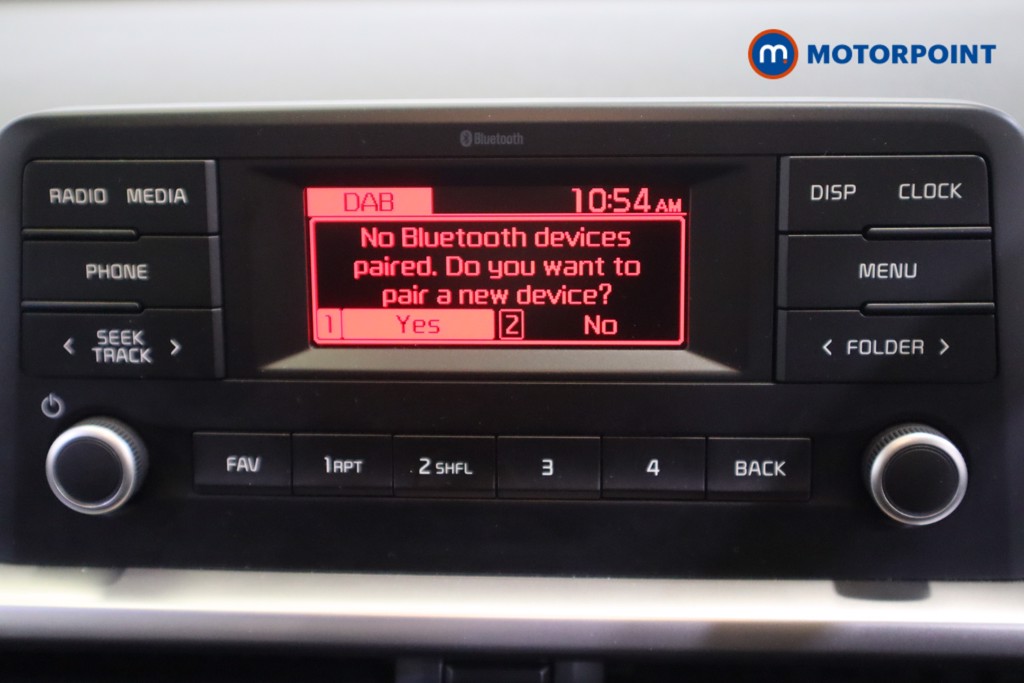 m. MOTORPOINT
Bluetooth
RADIO MEDIA
DAB 10:54 AM
DISP CLOCK
No Bluetooth devices
paired. Do you want to
pair a new device?
1 Yes 2 No
PHONE
MENU
< SEEK TRACK >
< FOLDER >
FAV 1 RPT 2 SHFL 3 4 BACK